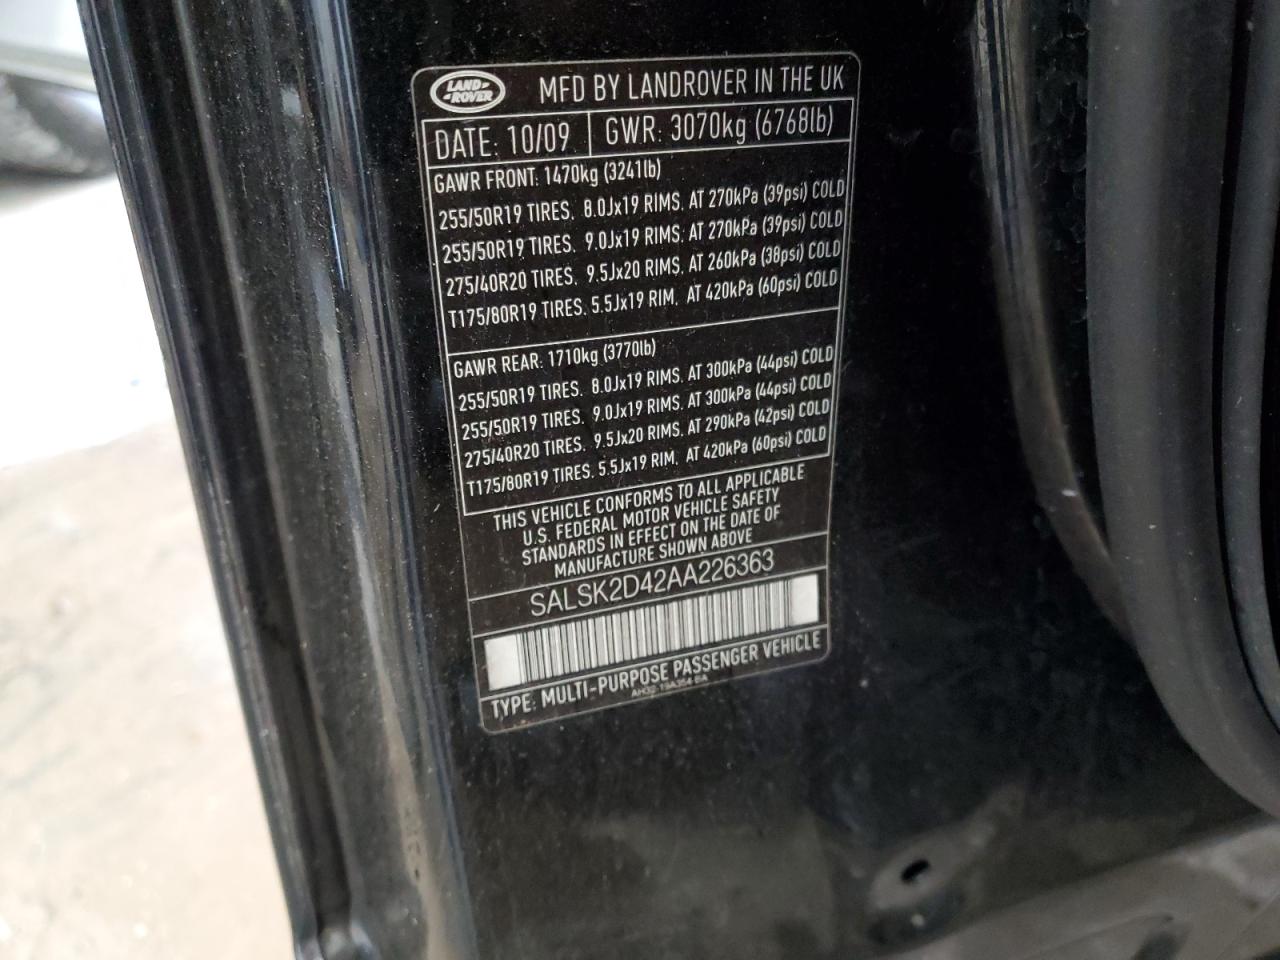 LAND-
-ROVER
MFD BY LANDROVER IN THE UK
DATE: 10/09 GWR: 3070kg (6768lb)
GAWR FRONT: 1470kg (3241lb)
255/50R19 TIRES. 8.0Jx19 RIMS. AT 270kPa (39psi) COLD
255/50R19 TIRES. 9.0Jx19 RIMS. AT 270kPa (39psi) COLD
275/40R20 TIRES. 9.5Jx20 RIMS. AT 260kPa (38psi) COLD
T175/80R19 TIRES. 5.5Jx19 RIM. AT 420kPa (60psi) COLD
GAWR REAR: 1710kg (3770lb)
255/50R19 TIRES. 8.0Jx19 RIMS. AT 300kPa (44psi) COLD
255/50R19 TIRES. 9.0Jx19 RIMS. AT 300kPa (44psi) COLD
275/40R20 TIRES. 9.5Jx20 RIMS. AT 290kPa (42psi) COLD
T175/80R19 TIRES. 5.5Jx19 RIM. AT 420kPa (60psi) COLD
THIS VEHICLE CONFORMS TO ALL APPLICABLE
U.S. FEDERAL MOTOR VEHICLE SAFETY
STANDARDS IN EFFECT ON THE DATE OF
MANUFACTURE SHOWN ABOVE
SALSK2D42AA226363
TYPE: MULTI-PURPOSE PASSENGER VEHICLE